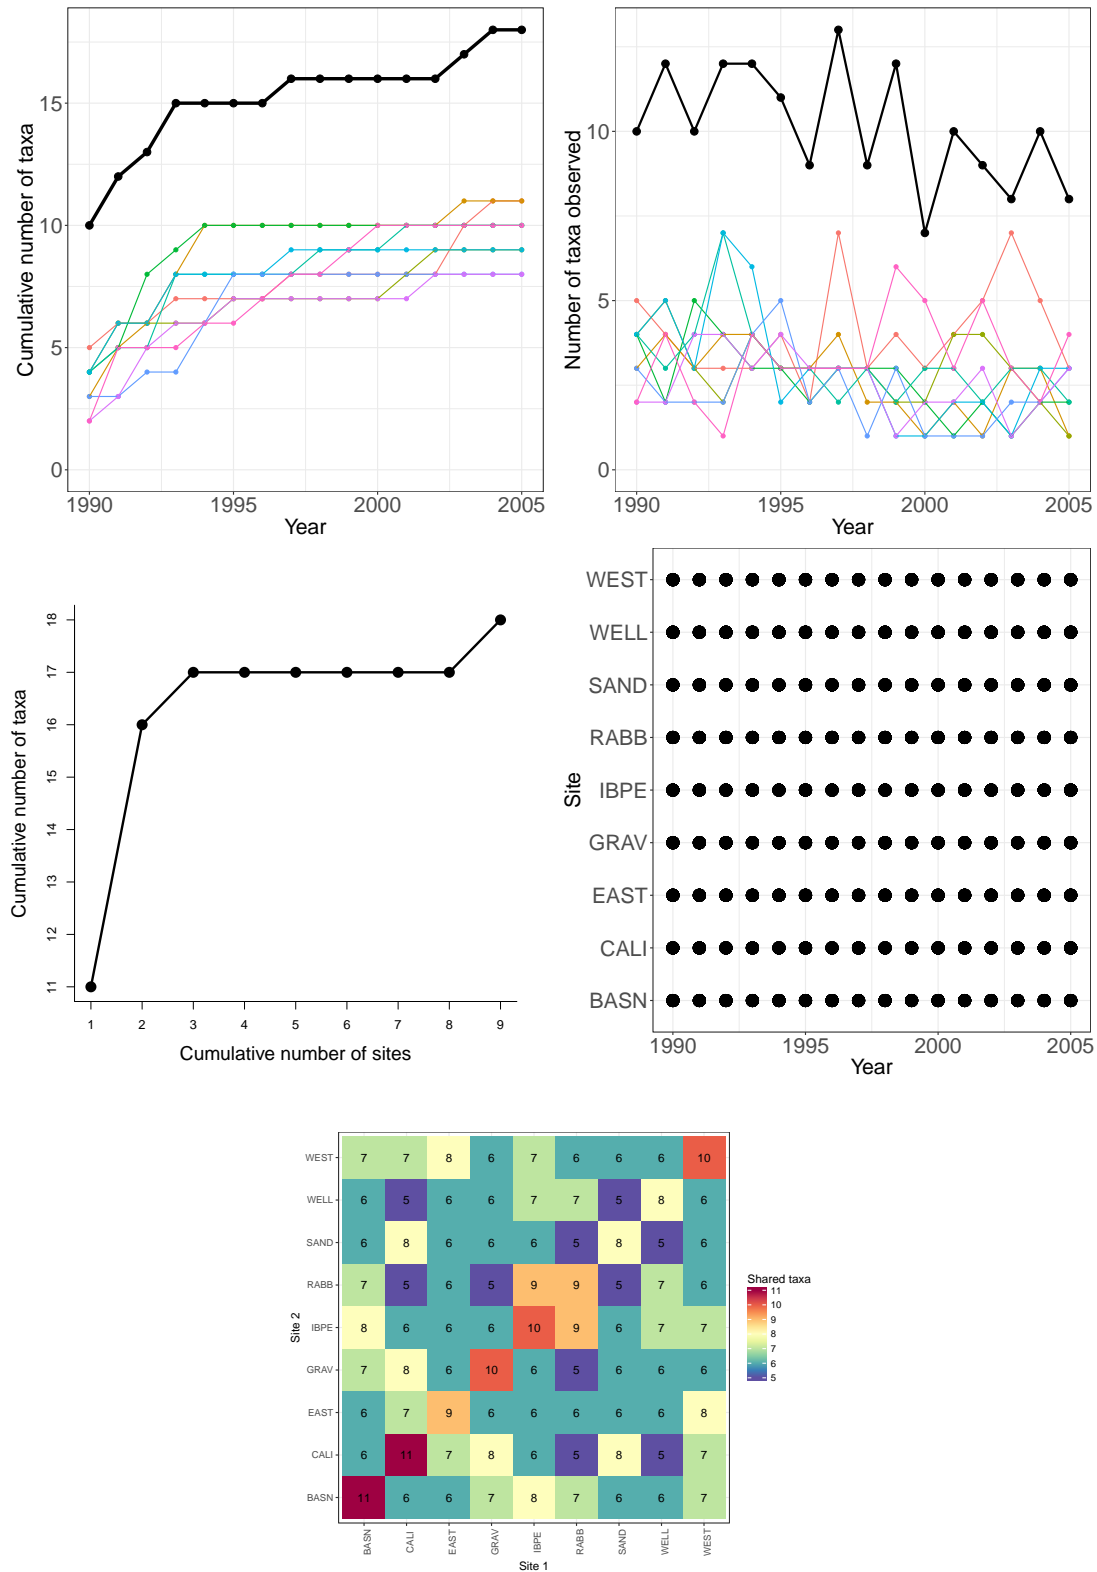 Cumulative number of taxa
15
10
5
0
1990 1995 2000 2005
Year
Number of taxa observed
10
5
0
1990 1995 2000 2005
Year
Cumulative number of taxa
18
17
16
15
14
13
12
11
1 2 3 4 5 6 7 8 9
Cumulative number of sites
Site
WEST
WELL
SAND
RABB
IBPE
GRAV
EAST
CALI
BASN
1990 1995 2000 2005
Year
Site 2
WEST 7 7 8 6 7 6 6 6 10
WELL 6 5 6 6 7 7 5 8 6
SAND 6 8 6 6 6 5 8 5 6
RABB 7 5 6 5 9 9 5 7 6
IBPE 8 6 6 6 10 9 6 7 7
GRAV 7 8 6 10 6 5 6 6 6
EAST 6 7 9 6 6 6 6 6 8
CALI 6 11 7 8 6 5 8 5 7
BASN 11 6 6 7 8 7 6 6 7
BASN CALI EAST GRAV IBPE RABB SAND WELL WEST
Site 1
Shared taxa
11
10
9
8
7
6
5